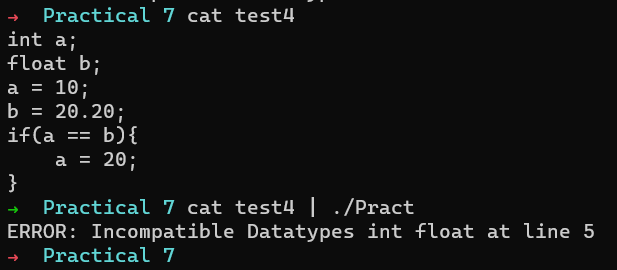 → Practical 7 cat test4
int a;
float b;
a = 10;
b = 20.20;
if(a == b){
    a = 20;
}
→ Practical 7 cat test4 | ./Pract
ERROR: Incompatible Datatypes int float at line 5
→ Practical 7